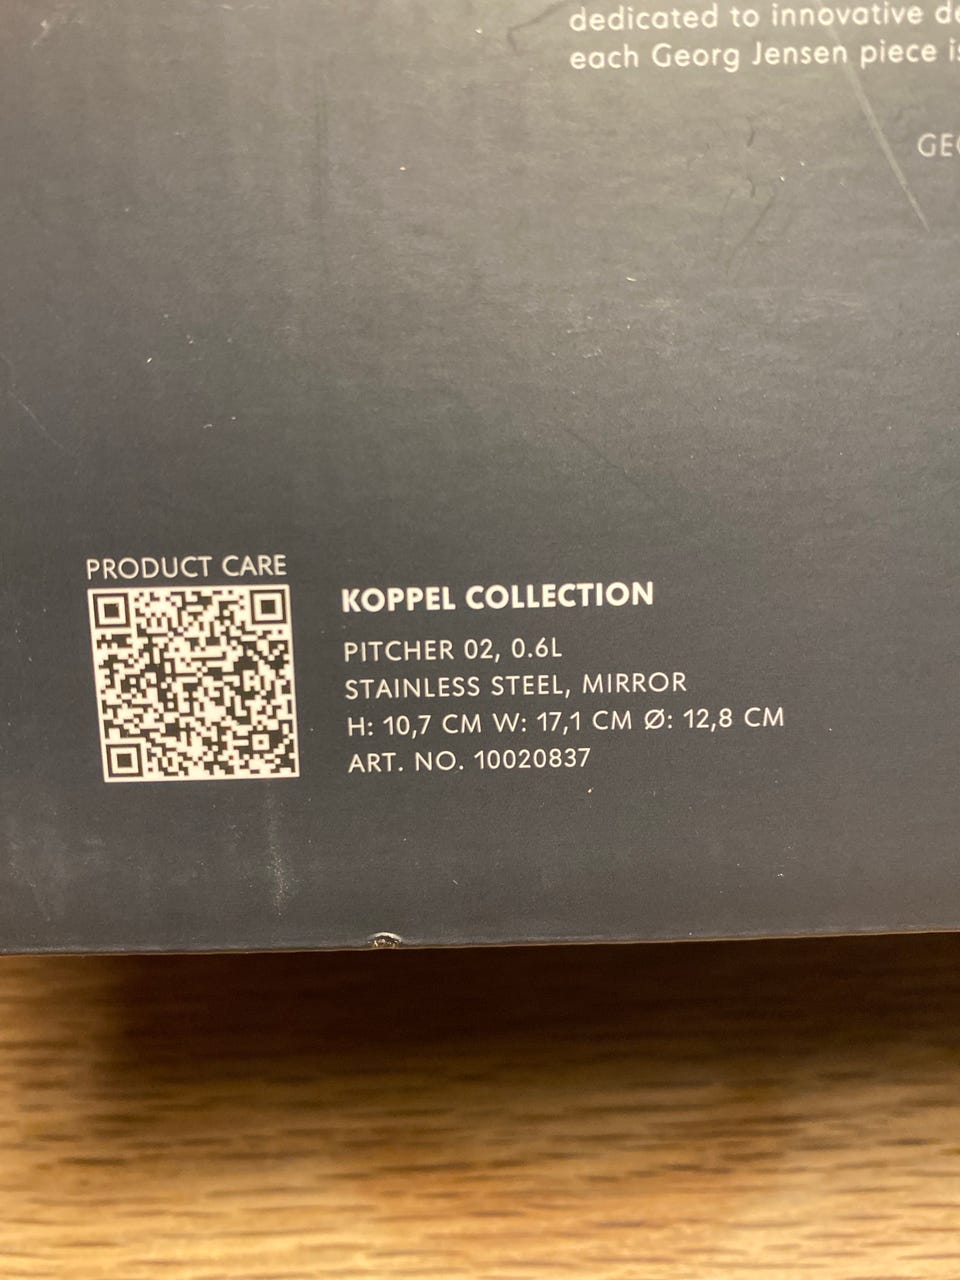 dedicated to innovative
each Georg Jensen piece
PRODUCT CARE
KOPPEL COLLECTION
PITCHER 02, 0.6L
STAINLESS STEEL, MIRROR
H: 10,7 CM W: 17,1 CM Ø: 12,8 CM
ART. NO. 10020837